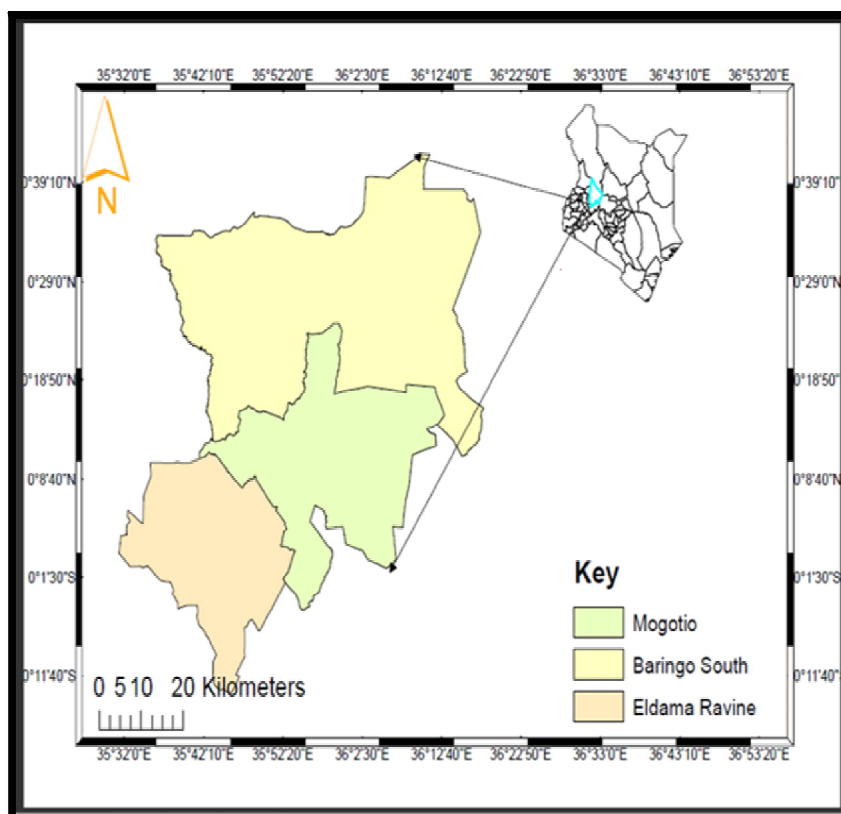 35°32'0"E 35°42'10"E 35°52'20"E 36°2'30"E 36°12'40"E 36°22'50"E 36°33'0"E 36°43'10"E 36°53'20"E
N
0°39'10"N 0°39'10"
0°29'0"N 0°29'0"N
0°18'50"N 0°18'50"
0°8'40"N 0°8'40"N
0°1'30"S 0°1'30"S
0°11'40"S 0°11'40"
Key
Mogotio
Baringo South
Eldama Ravine
0 5 10 20 Kilometers
35°32'0"E 35°42'10"E 35°52'20"E 36°2'30"E 36°12'40"E 36°22'50"E 36°33'0"E 36°43'10"E 36°53'20"E